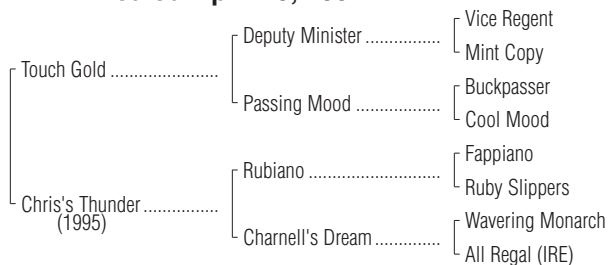 Vice Regent
Deputy Minister ................
Mint Copy
Touch Gold ......................
Buckpasser
Passing Mood .................
Cool Mood
Fappiano
Rubiano ..........................
Ruby Slippers
Chris's Thunder ...............
(1995)
Wavering Monarch
Charnell's Dream ................
All Regal (IRE)